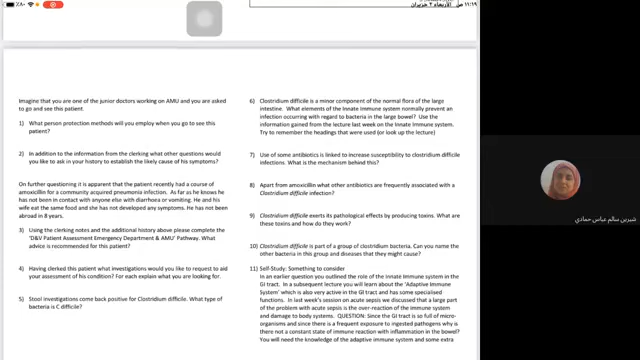 ٪٨٠
١١:١٩ ص الأربعاء ٢ حزيران
Imagine that you are one of the junior doctors working on AMU and you are asked
to go and see this patient.
1) What person protection methods will you employ when you go to see this
patient?
2) In addition to the information from the clerking what other questions would
you like to ask in your history to establish the likely cause of his symptoms?
On further questioning it is apparent that the patient recently had a course of
amoxicillin for a community acquired pneumonia infection. As far as he knows he
has not been in contact with anyone else with diarrhoea or vomiting. He and his
wife eat the same food and she has not developed any symptoms. He has not been
abroad in 8 years.
3) Using the clerking notes and the additional history above please complete the
"D&V Patient Assessment Emergency Department & AMU" Pathway. What
advice is recommended for this patient?
4) Having clerked this patient what investigations would you like to request to aid
your assessment of his condition? For each explain what you are looking for.
5) Stool investigations come back positive for Clostridium Difficile. What type of
bacteria is C difficile?
6) Clostridium difficile is a minor component of the normal flora of the large
intestine. What elements of the Innate immune system normally prevent an
infection occurring with regard to bacteria in the large bowel? Use the
information gained from the lecture last week on the Innate Immune system.
Try to remember the headings that were used (or look up the lecture)
7) Use of some antibiotics is linked to increase susceptibility to clostridium difficile
infections. What is the mechanism behind this?
8) Apart from amoxicillin what other antibiotics are frequently associated with a
Clostridium difficile infection?
9) Clostridium difficile exerts its pathological effects by producing toxins. What are
these toxins and how do they work?
10) Clostridium difficile is part of a group of clostridium bacteria. Can you name the
other bacteria in this group and diseases that they might cause?
11) Self-Study: Something to consider
In an earlier question you outlined the role of the Innate Immune System in the
GI tract. In a subsequent lecture you will learn about the "Adaptive Immune
System" which is also very active in the GI tract and has some specialised
functions. In last week's session on acute sepsis we discussed that a large part
of the problem with acute sepsis is the over-reaction of the immune system
and damage to body systems. QUESTION: Since the GI tract is so full of micro-
organisms and since there is a frequent exposure to ingested pathogens why is
there not a constant state of immune reaction with inflammation in the bowel?
You will need the knowledge of the adaptive immune system and some extra
شيرين سالم عباس حمادي